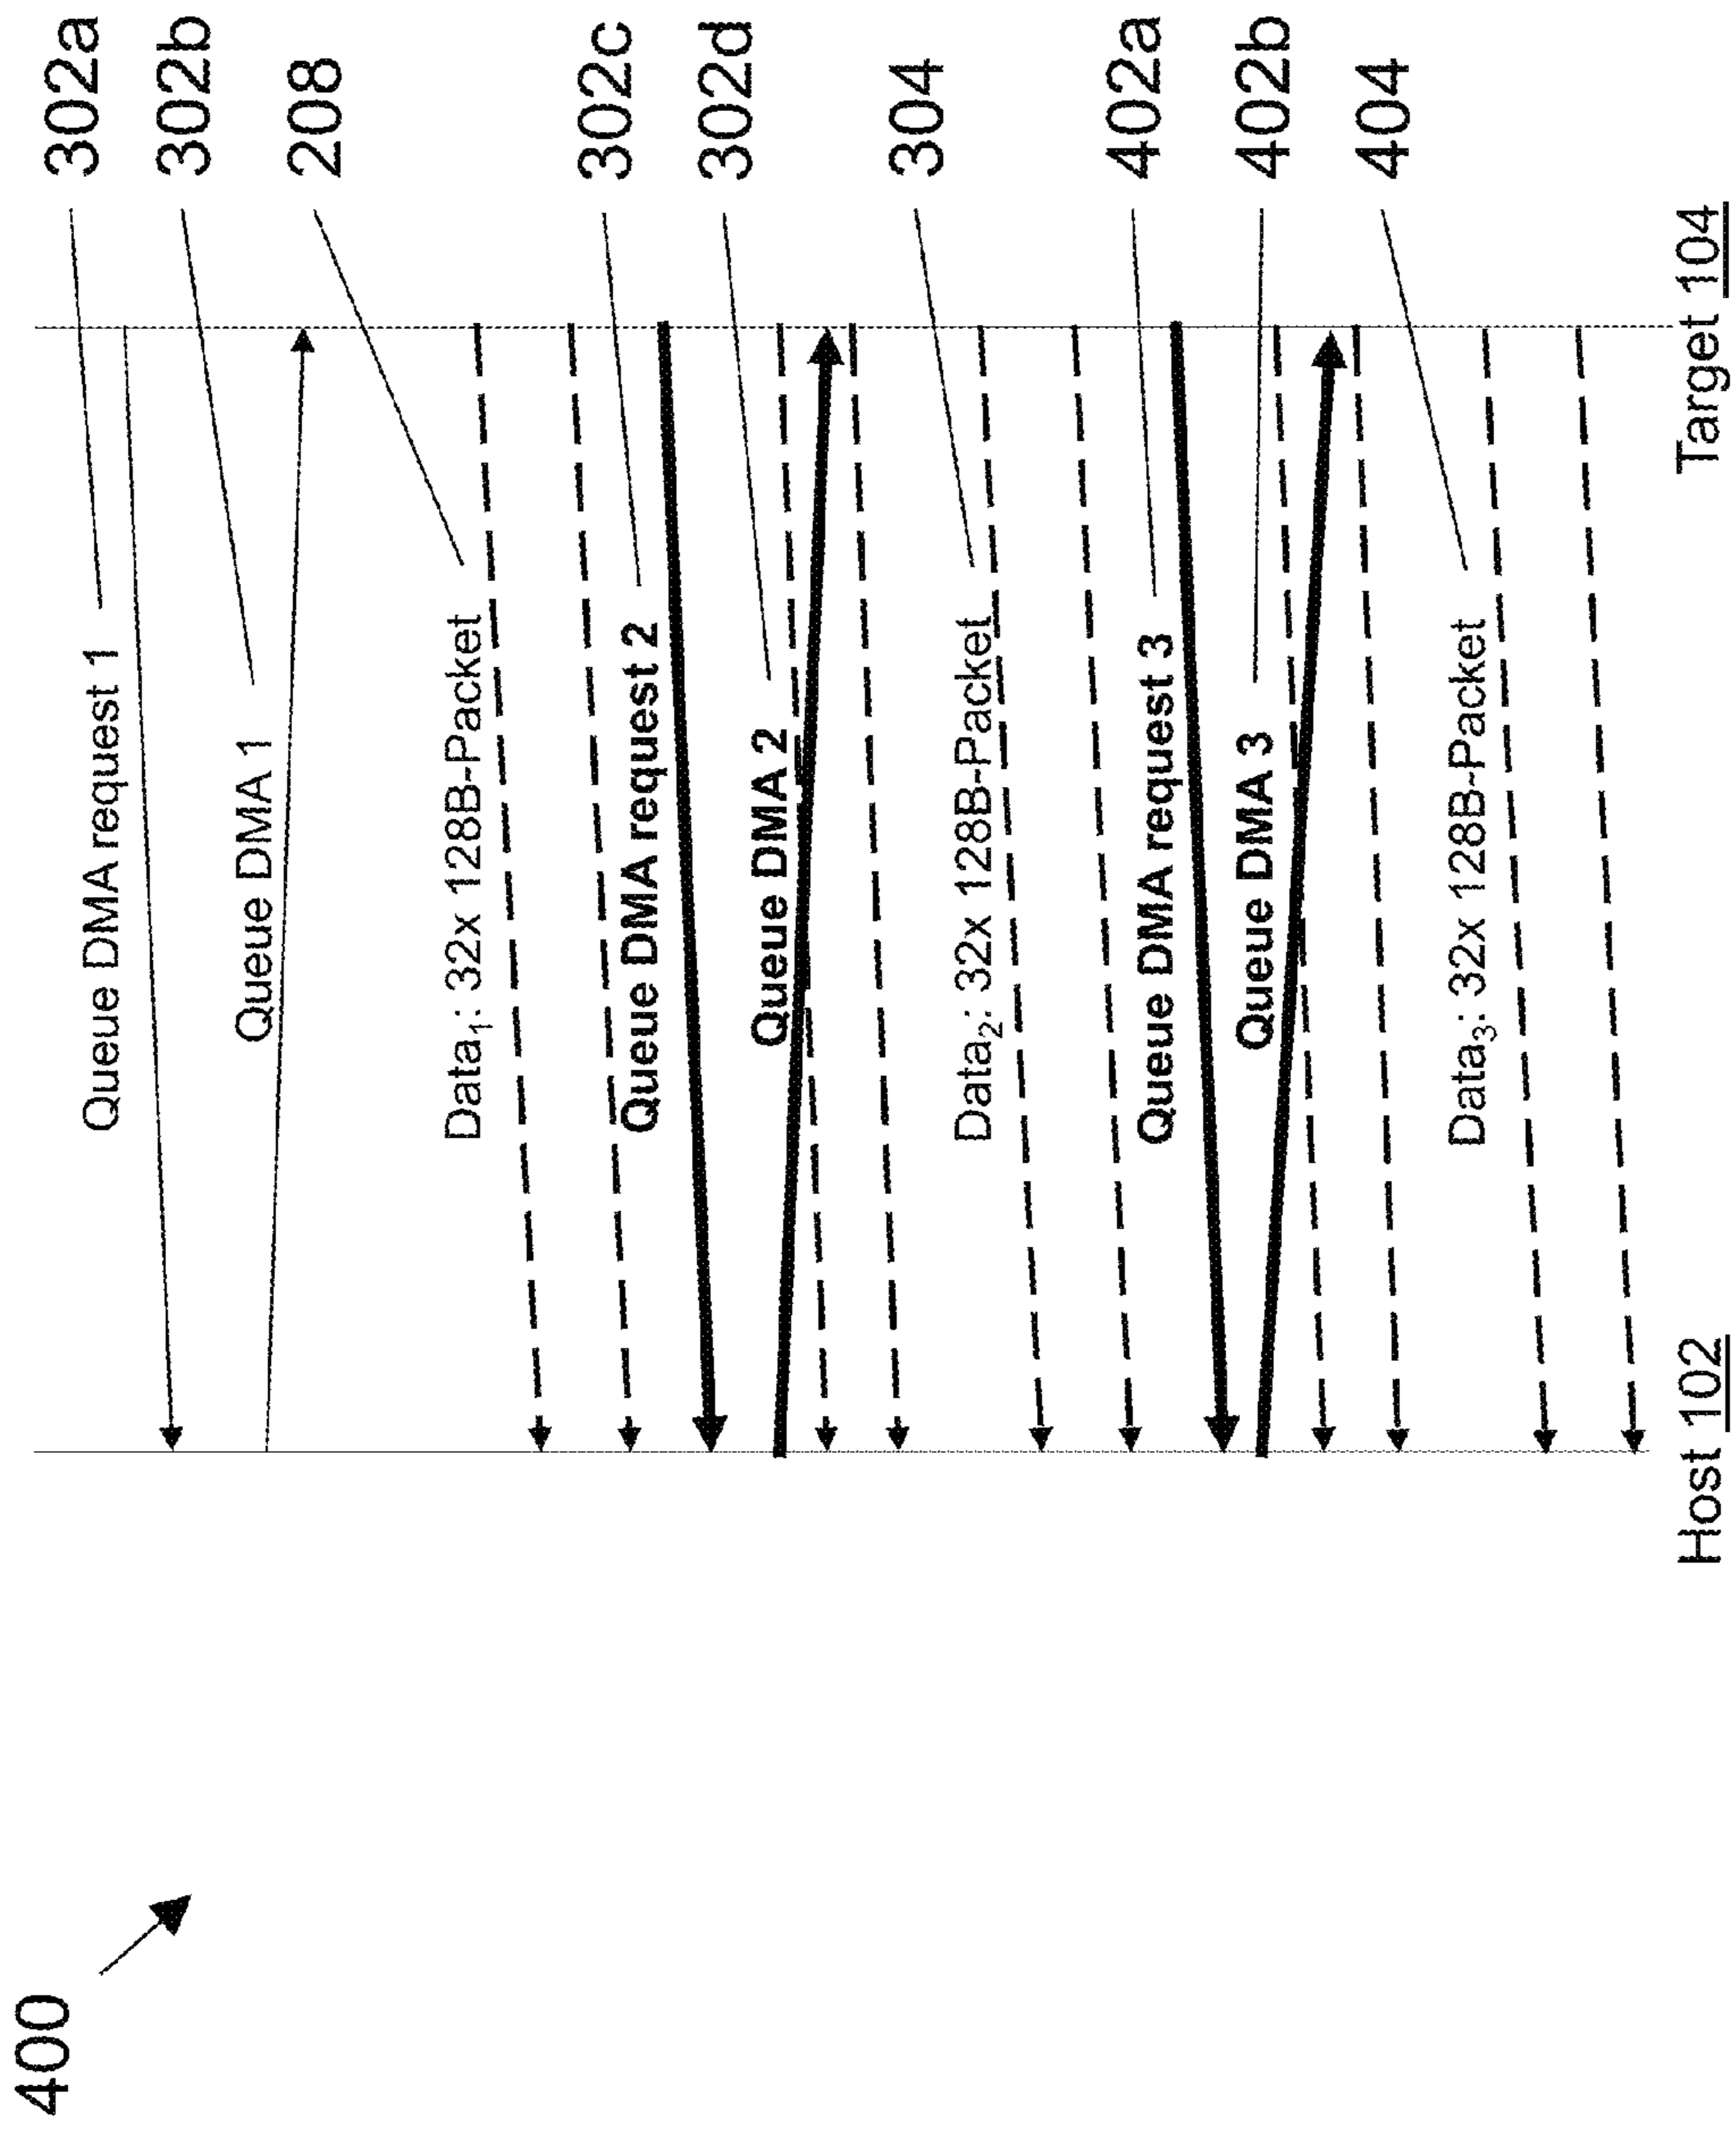 400
Queue DMA request 1
302a
Queue DMA 1
302b
Data₁: 32x 128B-Packet
208
Queue DMA request 2
302c
Queue DMA 2
302d
Data₂: 32x 128B-Packet
304
Queue DMA request 3
402a
Queue DMA 3
402b
Data₃: 32x 128B-Packet
404
Host 102
Target 104